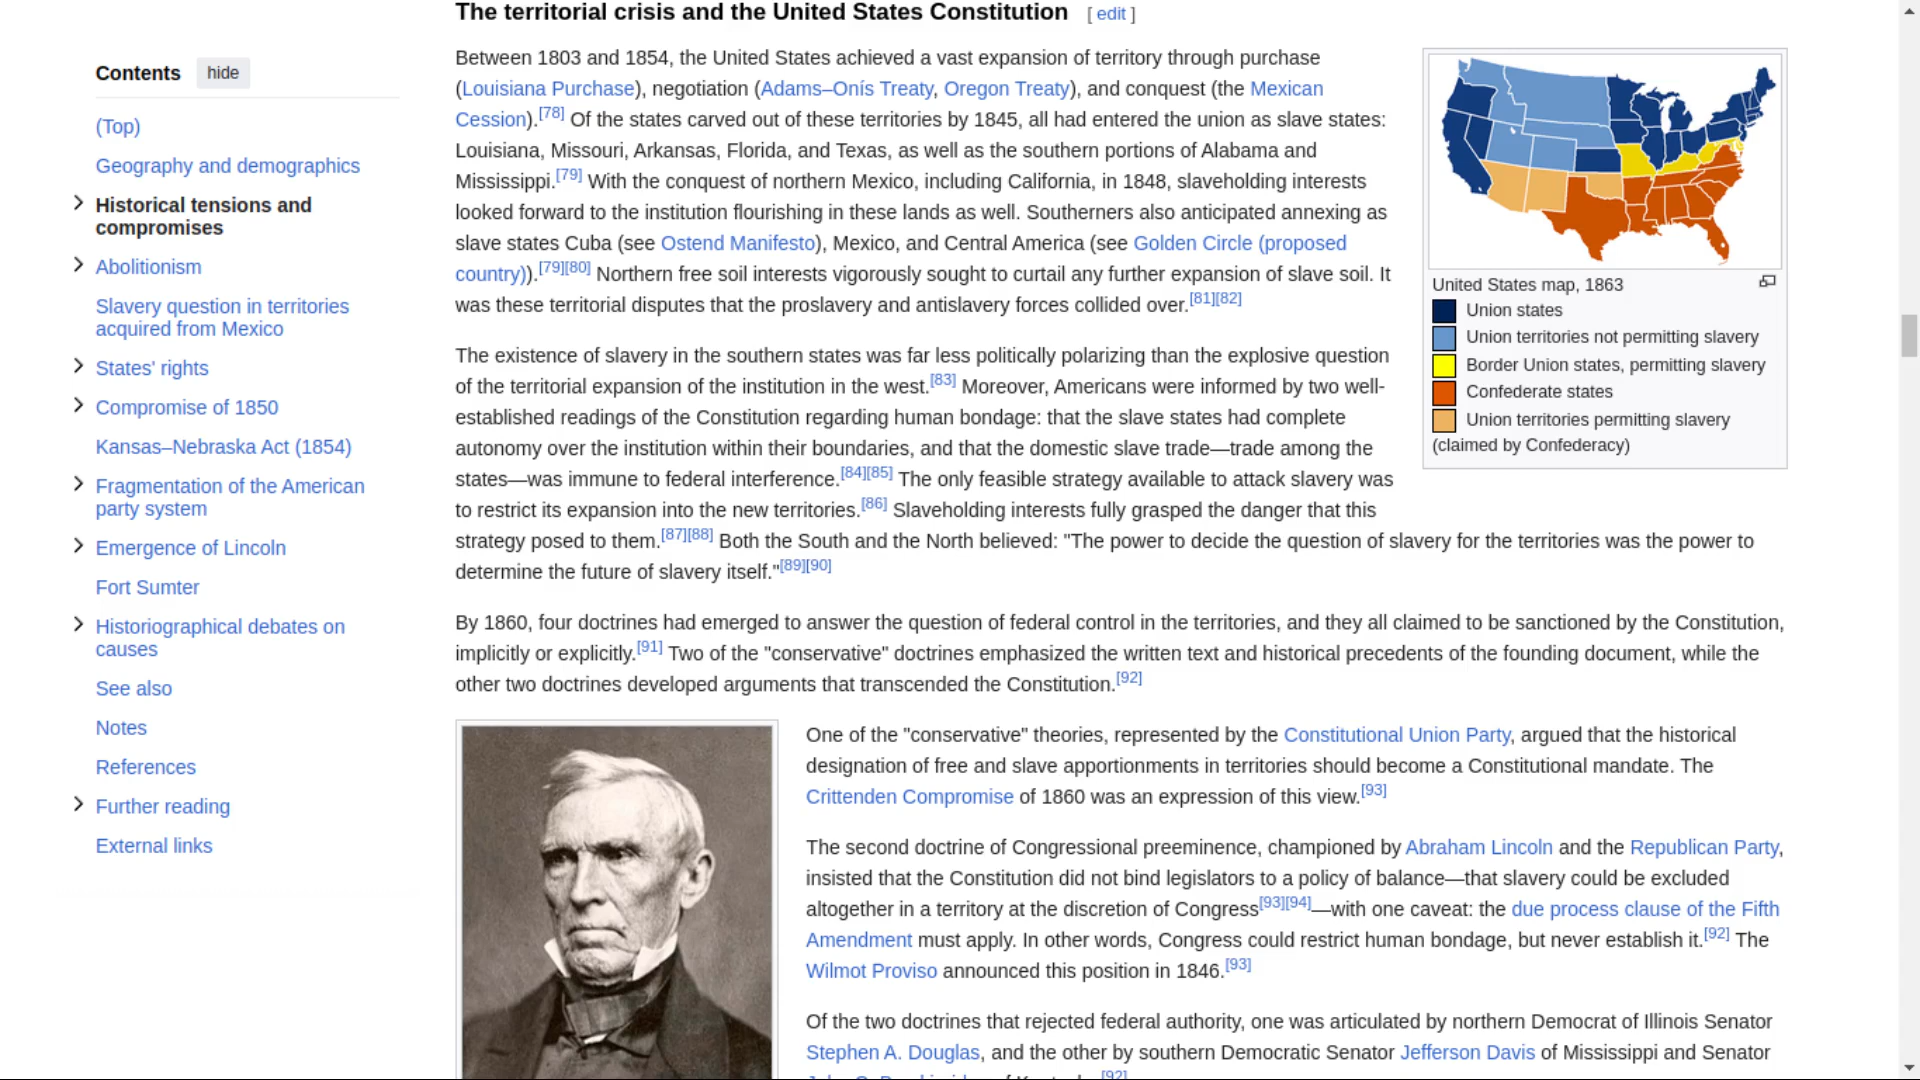 The territorial crisis and the United States Constitution [ edit ]
Contents hide
(Top)
Geography and demographics
Historical tensions and
compromises
Abolitionism
Slavery question in territories
acquired from Mexico
States' rights
Compromise of 1850
Kansas–Nebraska Act (1854)
Fragmentation of the American
party system
Emergence of Lincoln
Fort Sumter
Historiographical debates on
causes
See also
Notes
References
Further reading
External links
Between 1803 and 1854, the United States achieved a vast expansion of territory through purchase
(Louisiana Purchase), negotiation (Adams–Onís Treaty, Oregon Treaty), and conquest (the Mexican
Cession).[78] Of the states carved out of these territories by 1845, all had entered the union as slave states:
Louisiana, Missouri, Arkansas, Florida, and Texas, as well as the southern portions of Alabama and
Mississippi.[79] With the conquest of northern Mexico, including California, in 1848, slaveholding interests
looked forward to the institution flourishing in these lands as well. Southerners also anticipated annexing as
slave states Cuba (see Ostend Manifesto), Mexico, and Central America (see Golden Circle (proposed
country)).[79][80] Northern free soil interests vigorously sought to curtail any further expansion of slave soil. It
was these territorial disputes that the proslavery and antislavery forces collided over.[81][82]
United States map, 1863
Union states
Union territories not permitting slavery
Border Union states, permitting slavery
Confederate states
Union territories permitting slavery
(claimed by Confederacy)
The existence of slavery in the southern states was far less politically polarizing than the explosive question
of the territorial expansion of the institution in the west.[83] Moreover, Americans were informed by two well-
established readings of the Constitution regarding human bondage: that the slave states had complete
autonomy over the institution within their boundaries, and that the domestic slave trade—trade among the
states—was immune to federal interference.[84][85] The only feasible strategy available to attack slavery was
to restrict its expansion into the new territories.[86] Slaveholding interests fully grasped the danger that this
strategy posed to them.[87][88] Both the South and the North believed: "The power to decide the question of slavery for the territories was the power to
determine the future of slavery itself."[89][90]
By 1860, four doctrines had emerged to answer the question of federal control in the territories, and they all claimed to be sanctioned by the Constitution,
implicitly or explicitly.[91] Two of the "conservative" doctrines emphasized the written text and historical precedents of the founding document, while the
other two doctrines developed arguments that transcended the Constitution.[92]
One of the "conservative" theories, represented by the Constitutional Union Party, argued that the historical
designation of free and slave apportionments in territories should become a Constitutional mandate. The
Crittenden Compromise of 1860 was an expression of this view.[93]
The second doctrine of Congressional preeminence, championed by Abraham Lincoln and the Republican Party,
insisted that the Constitution did not bind legislators to a policy of balance—that slavery could be excluded
altogether in a territory at the discretion of Congress[93][94]—with one caveat: the due process clause of the Fifth
Amendment must apply. In other words, Congress could restrict human bondage, but never establish it.[92] The
Wilmot Proviso announced this position in 1846.[93]
Of the two doctrines that rejected federal authority, one was articulated by northern Democrat of Illinois Senator
Stephen A. Douglas, and the other by southern Democratic Senator Jefferson Davis of Mississippi and Senator
[92]